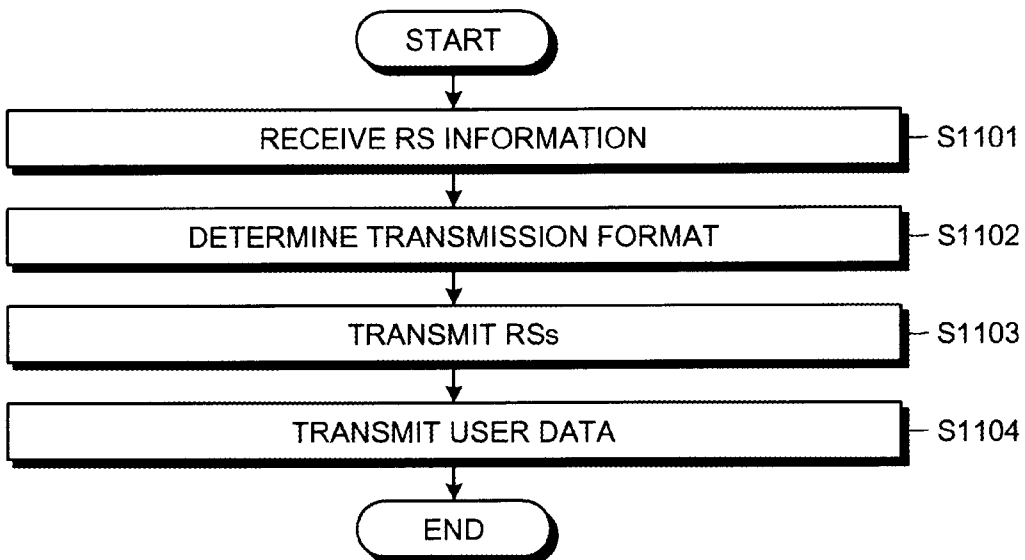 START
RECEIVE RS INFORMATION S1101
DETERMINE TRANSMISSION FORMAT S1102
TRANSMIT RSs S1103
TRANSMIT USER DATA S1104
END